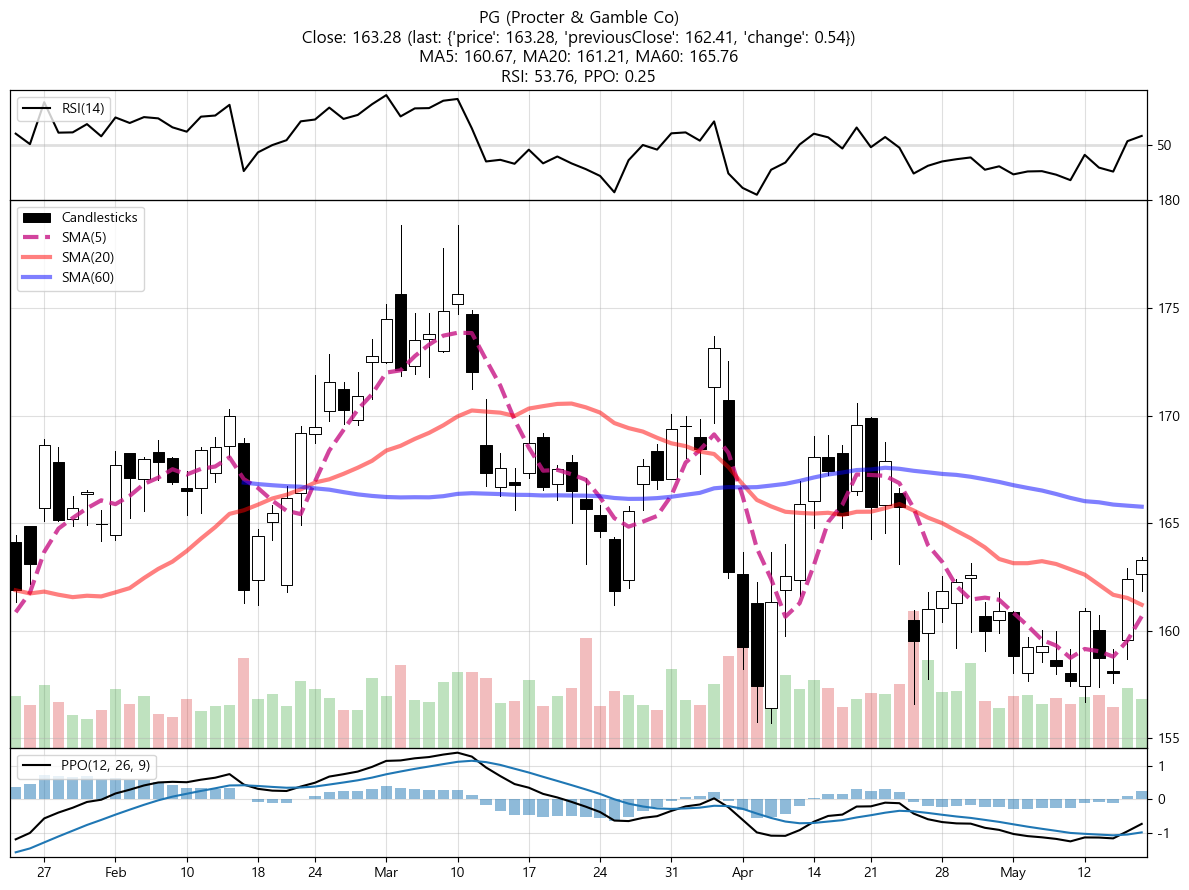 PG (Procter & Gamble Co)
Close: 163.28 (last: {'price': 163.28, 'previousClose': 162.41, 'change': 0.54})
MA5: 160.67, MA20: 161.21, MA60: 165.76
RSI: 53.76, PPO: 0.25
RSI(14)
50
180
Candlesticks
SMA(5)
SMA(20)
SMA(60)
175
170
165
160
155
PPO(12, 26, 9)
1
0
-1
27 Feb 10 18 24 Mar 10 17 24 31 Apr 14 21 28 May 12